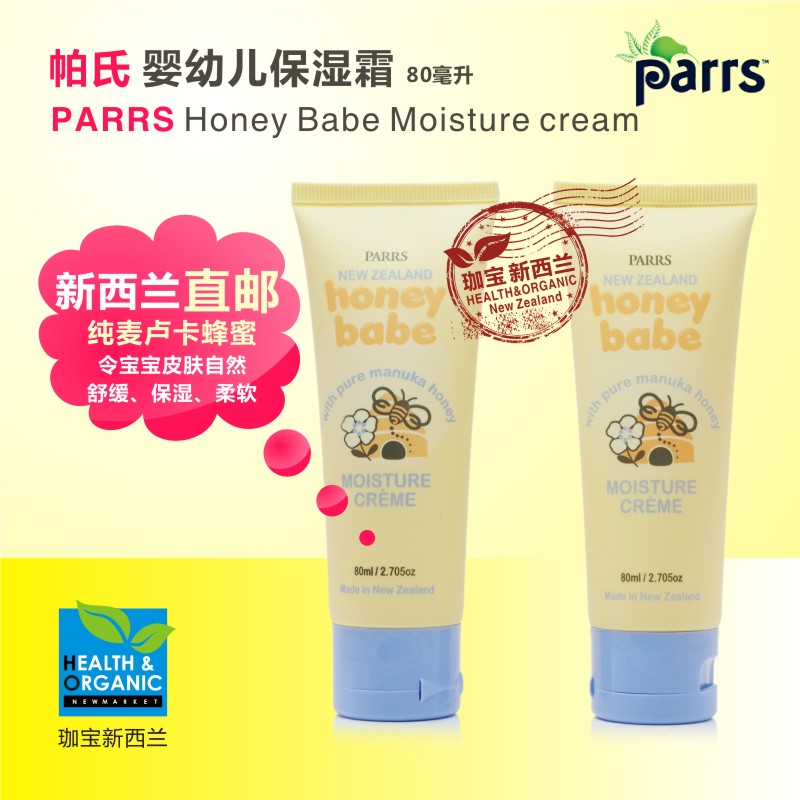 帕氏 婴幼儿保湿霜 80毫升
PARRS Honey Babe Moisture cream
parrs™
新西兰直邮
纯麦卢卡蜂蜜
令宝宝皮肤自然
舒缓、保湿、柔软
PARRS
NEW ZEALAND
honey
babe
with pure manuka honey
MOISTURE
CRÈME
80ml / 2.705oz
Made in New Zealand
珈宝 新西兰
HEALTH&ORGANIC
New Zealand
PARRS
NEW ZEALAND
honey
babe
with pure manuka honey
MOISTURE
CRÈME
80ml / 2.705oz
Made in New Zealand
HEALTH &
ORGANIC
NEWMARKET
珈宝新西兰